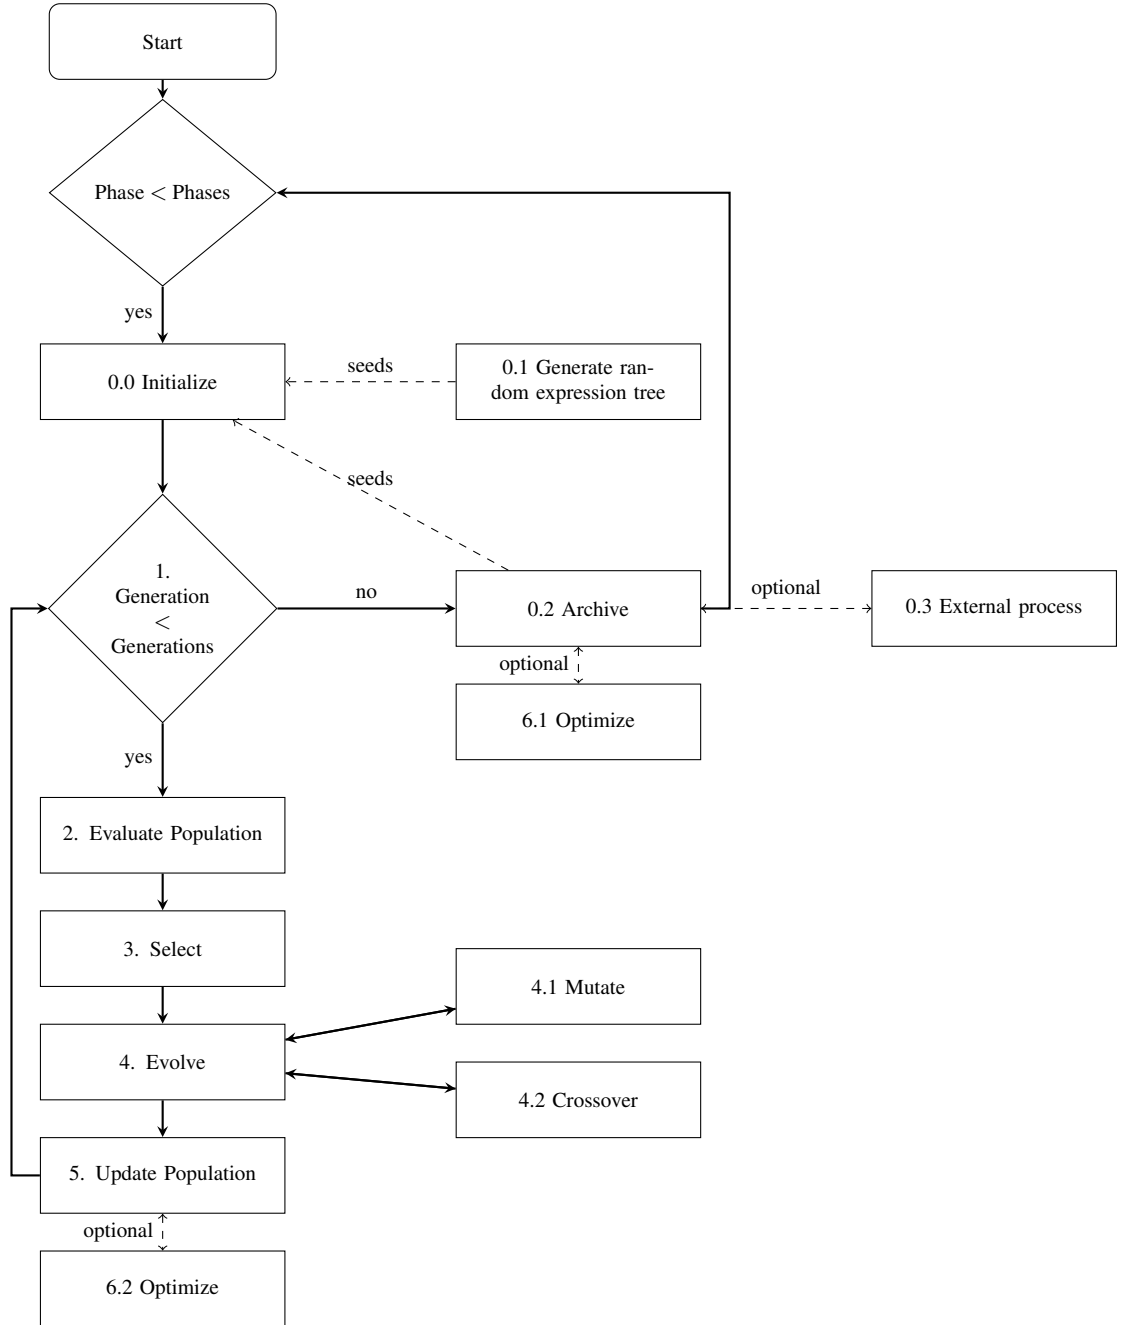 Start
Phase < Phases
yes
0.0 Initialize
seeds
0.1 Generate ran-
dom expression tree
seeds
1.
Generation
<
Generations
no
0.2 Archive
optional
0.3 External process
optional
6.1 Optimize
yes
2. Evaluate Population
3. Select
4.1 Mutate
4. Evolve
4.2 Crossover
5. Update Population
optional
6.2 Optimize